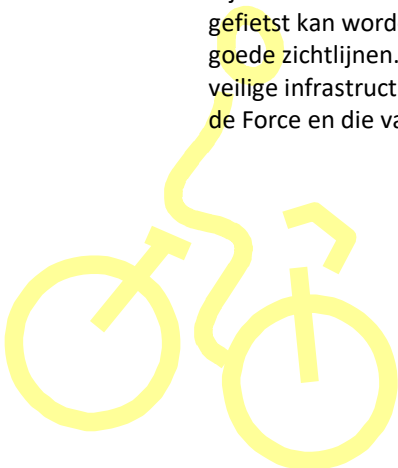 gefietst kan word
goede zichtlijnen.
veilige infrastruct
de Force en die va